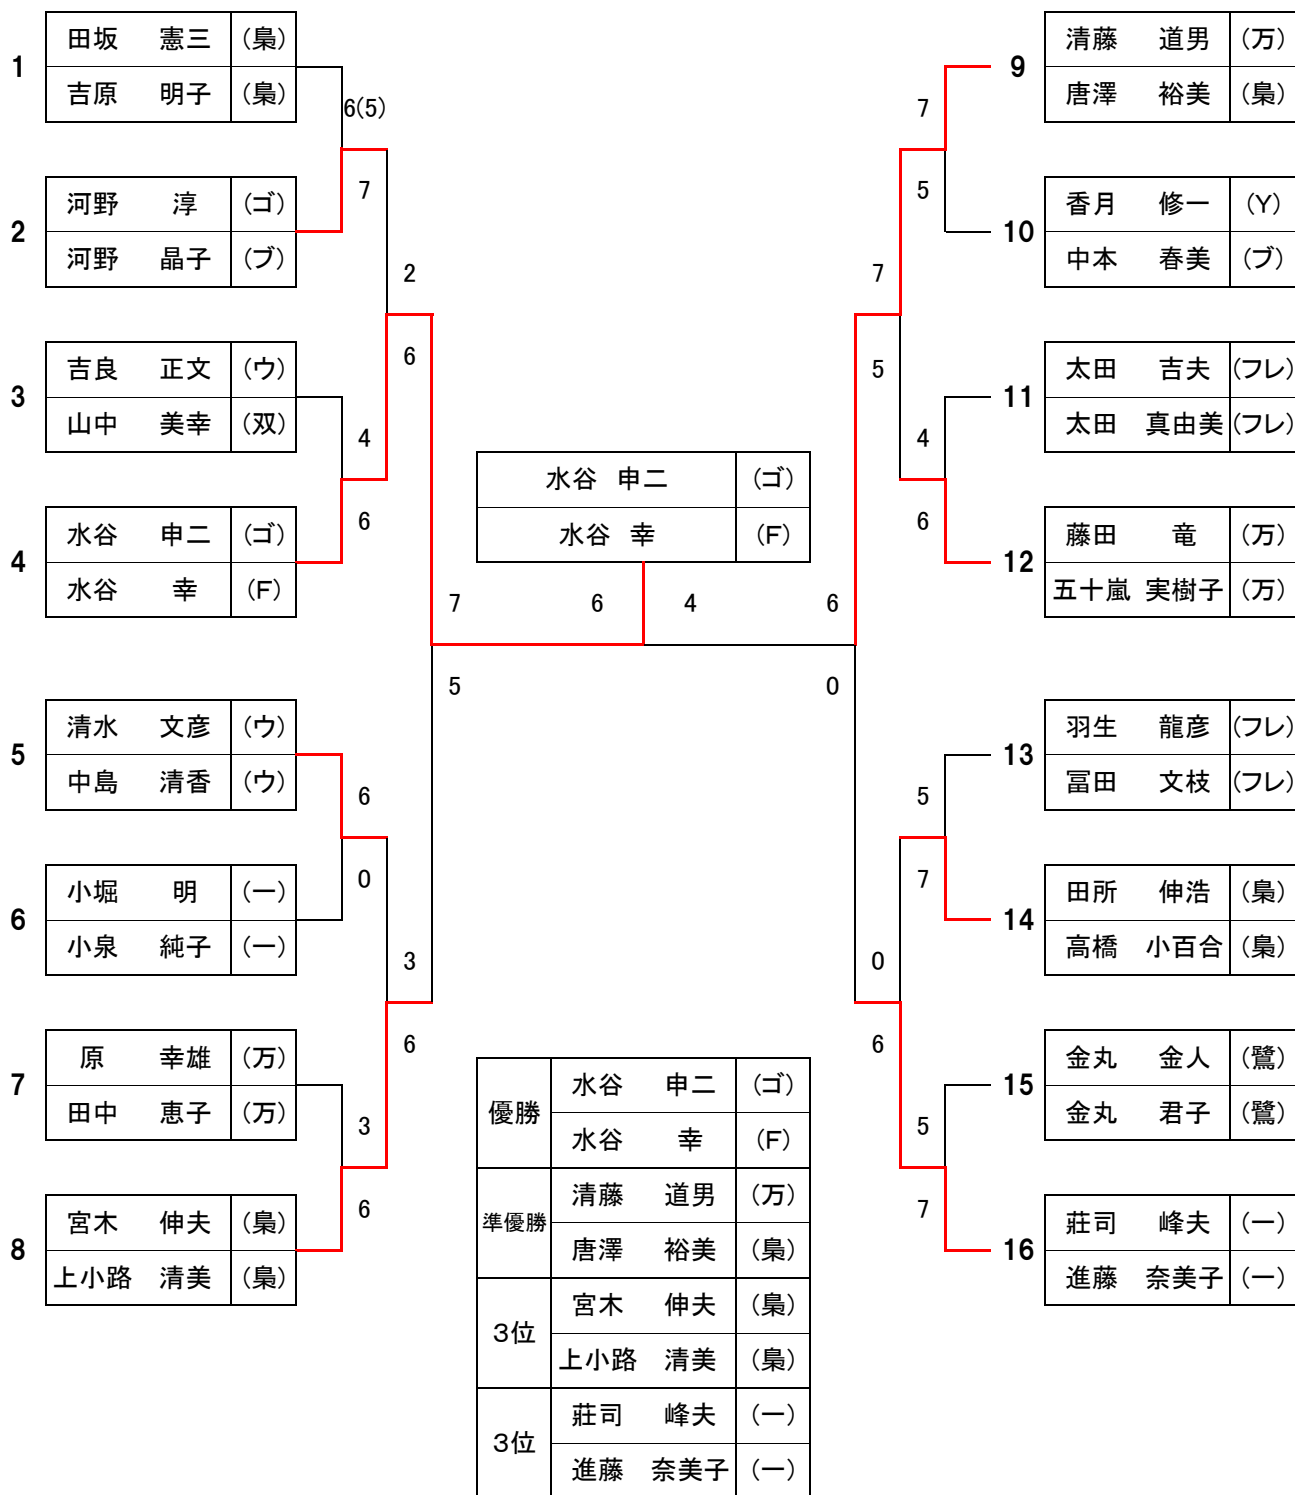 1 田坂 憲三 (梟)
吉原 明子 (梟)
6(5)
7
2 河野 淳 (ゴ)
河野 晶子 (ブ)
2
6
3 吉良 正文 (ウ)
山中 美幸 (双)
4
6
4 水谷 申二 (ゴ)
水谷 幸 (F)
7
5
5 清水 文彦 (ウ)
中島 清香 (ウ)
6
0
6 小堀 明 (一)
小泉 純子 (一)
3
6
7 原 幸雄 (万)
田中 恵子 (万)
3
6
8 宮木 伸夫 (梟)
上小路 清美 (梟)
水谷 申二 (ゴ)
水谷 幸 (F)
6 4
9 清藤 道男 (万)
唐澤 裕美 (梟)
7
5
10 香月 修一 (Y)
中本 春美 (ブ)
7
5
11 太田 吉夫 (フレ)
太田 真由美 (フレ)
4
6
12 藤田 竜 (万)
五十嵐 実樹子 (万)
6
0
13 羽生 龍彦 (フレ)
冨田 文枝 (フレ)
5
7
14 田所 伸浩 (梟)
高橋 小百合 (梟)
0
6
15 金丸 金人 (鷺)
金丸 君子 (鷺)
5
7
16 莊司 峰夫 (一)
進藤 奈美子 (一)
優勝 水谷 申二 (ゴ)
水谷 幸 (F)
準優勝 清藤 道男 (万)
唐澤 裕美 (梟)
3位 宮木 伸夫 (梟)
上小路 清美 (梟)
3位 莊司 峰夫 (一)
進藤 奈美子 (一)